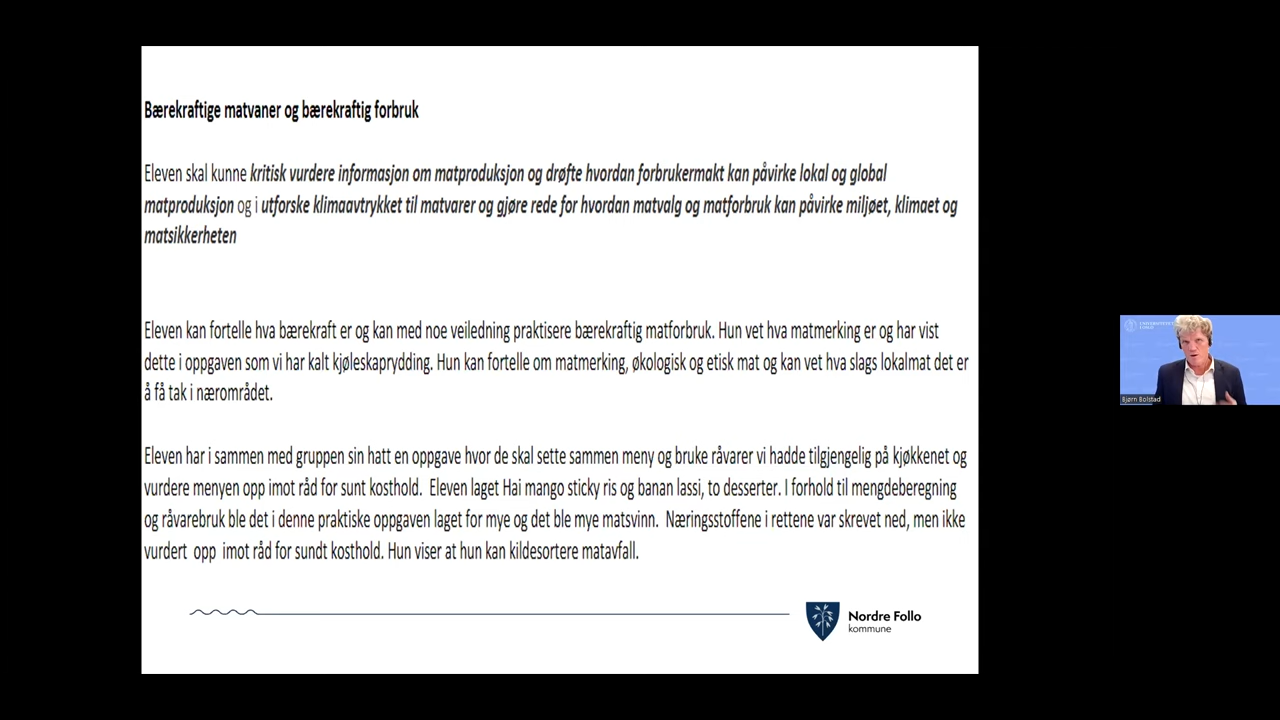 Bærekraftige matvaner og bærekraftig forbruk
Eleven skal kunne kritisk vurdere informasjon om matproduksjon og drøfte hvordan forbrukermakt kan påvirke lokal og global
matproduksjon og i utforske klimaavtrykket til matvarer og gjøre rede for hvordan matvalg og matforbruk kan påvirke miljøet, klimaet og
matsikkerheten
Eleven kan fortelle hva bærekraft er og kan med noe veiledning praktisere bærekraftig matforbruk. Hun vet hva matmerking er og har vist
dette i oppgaven som vi har kalt kjøleskaprydding. Hun kan fortelle om matmerking, økologisk og etisk mat og kan vet hva slags lokalmat det er
å få tak i nærområdet.
Eleven har i sammen med gruppen sin hatt en oppgave hvor de skal sette sammen meny og bruke råvarer vi hadde tilgjengelig på kjøkkenet og
vurdere menyen opp imot råd for sunt kosthold.  Eleven laget Hai mango sticky ris og banan lassi, to desserter. I forhold til mengdeberegning
og råvarebruk ble det i denne praktiske oppgaven laget for mye og det ble mye matsvinn.  Næringsstoffene i rettene var skrevet ned, men ikke
vurdert  opp  imot råd for sundt kosthold. Hun viser at hun kan kildesortere matavfall.
Nordre Follo
kommune
UNIVERSITETET
Bjørn Bolstad